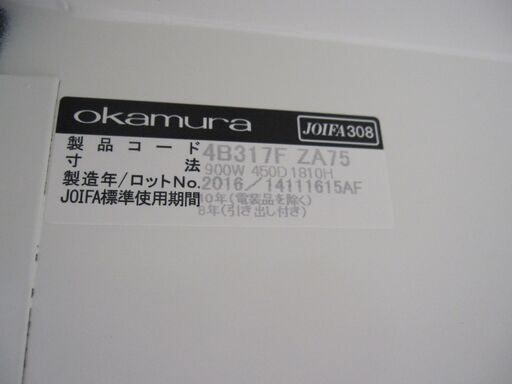 okamura JOIFA308
製品コード 4B317F ZA75
寸法 900W 450D 1810H
製造年/ロットNo. 2016/14111615AF
JOIFA標準使用期間 10年(電装品を除く)
8年(引き出し付き)